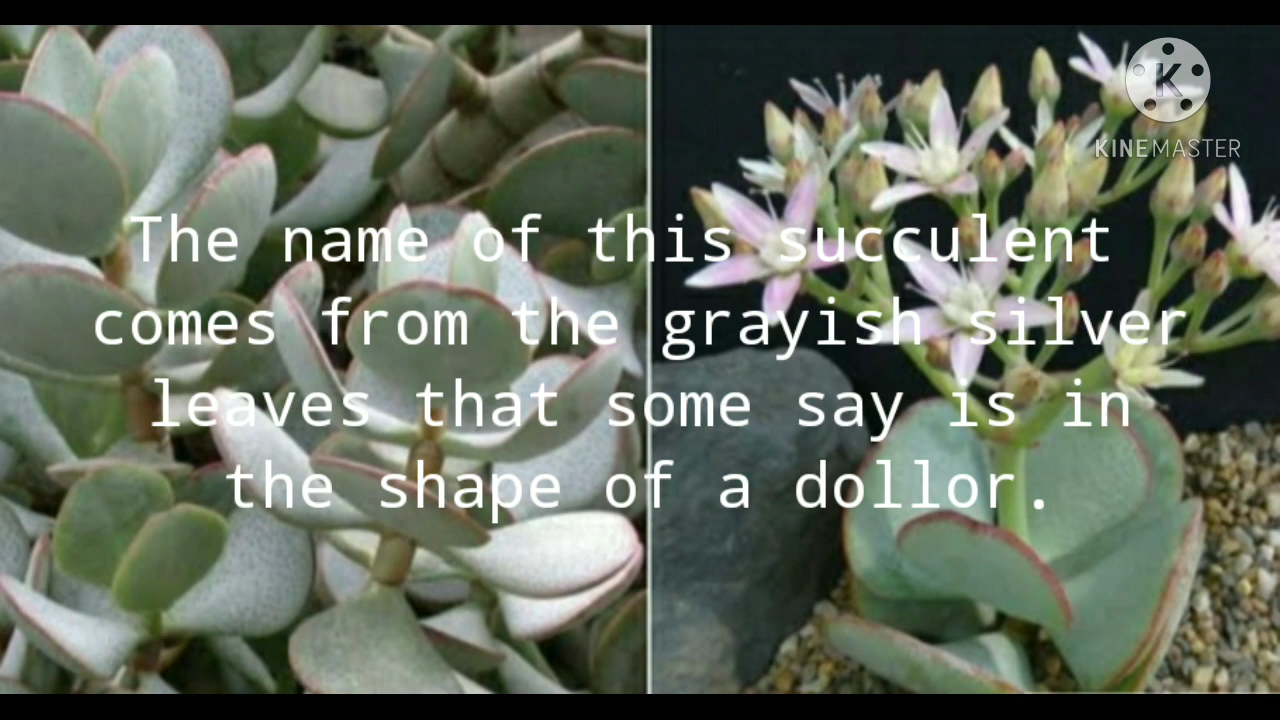 KINEMASTER
The name of this succulent
comes from the grayish silver
leaves that some say is in
the shape of a dollor.